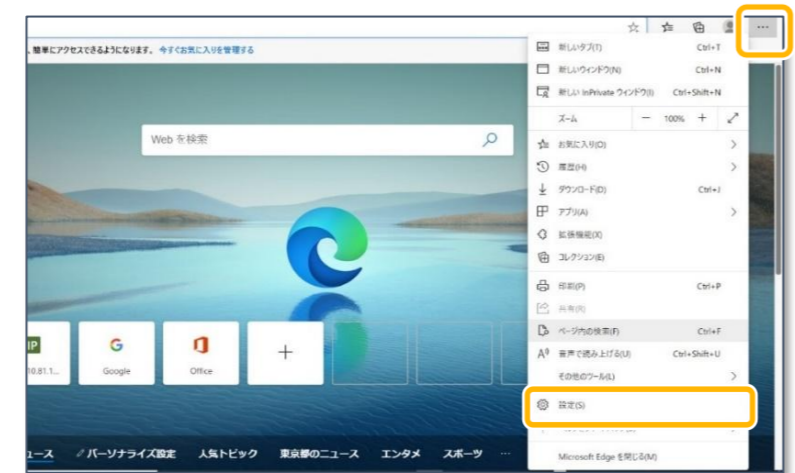 、簡単にアクセスできるようになります。 今すぐお気に入りを管理する
Web を検索
IP
10.81.1...
Google
Office
ュース
パーソナライズ設定 人気トピック 東京都のニュース エンタメ スポーツ ...
新しいタブ(T) Ctrl+T
新しいウィンドウ(N) Ctrl+N
新しい InPrivate ウィンドウ(I) Ctrl+Shift+N
ズーム − 100% +
お気に入り(O)
履歴(H)
ダウンロード(D) Ctrl+J
アプリ(A)
拡張機能(X)
コレクション(E)
印刷(P) Ctrl+P
共有(R)
ページ内の検索(F) Ctrl+F
音声で読み上げる(U) Ctrl+Shift+U
その他のツール(L)
設定(S)
Microsoft Edge を閉じる(M)